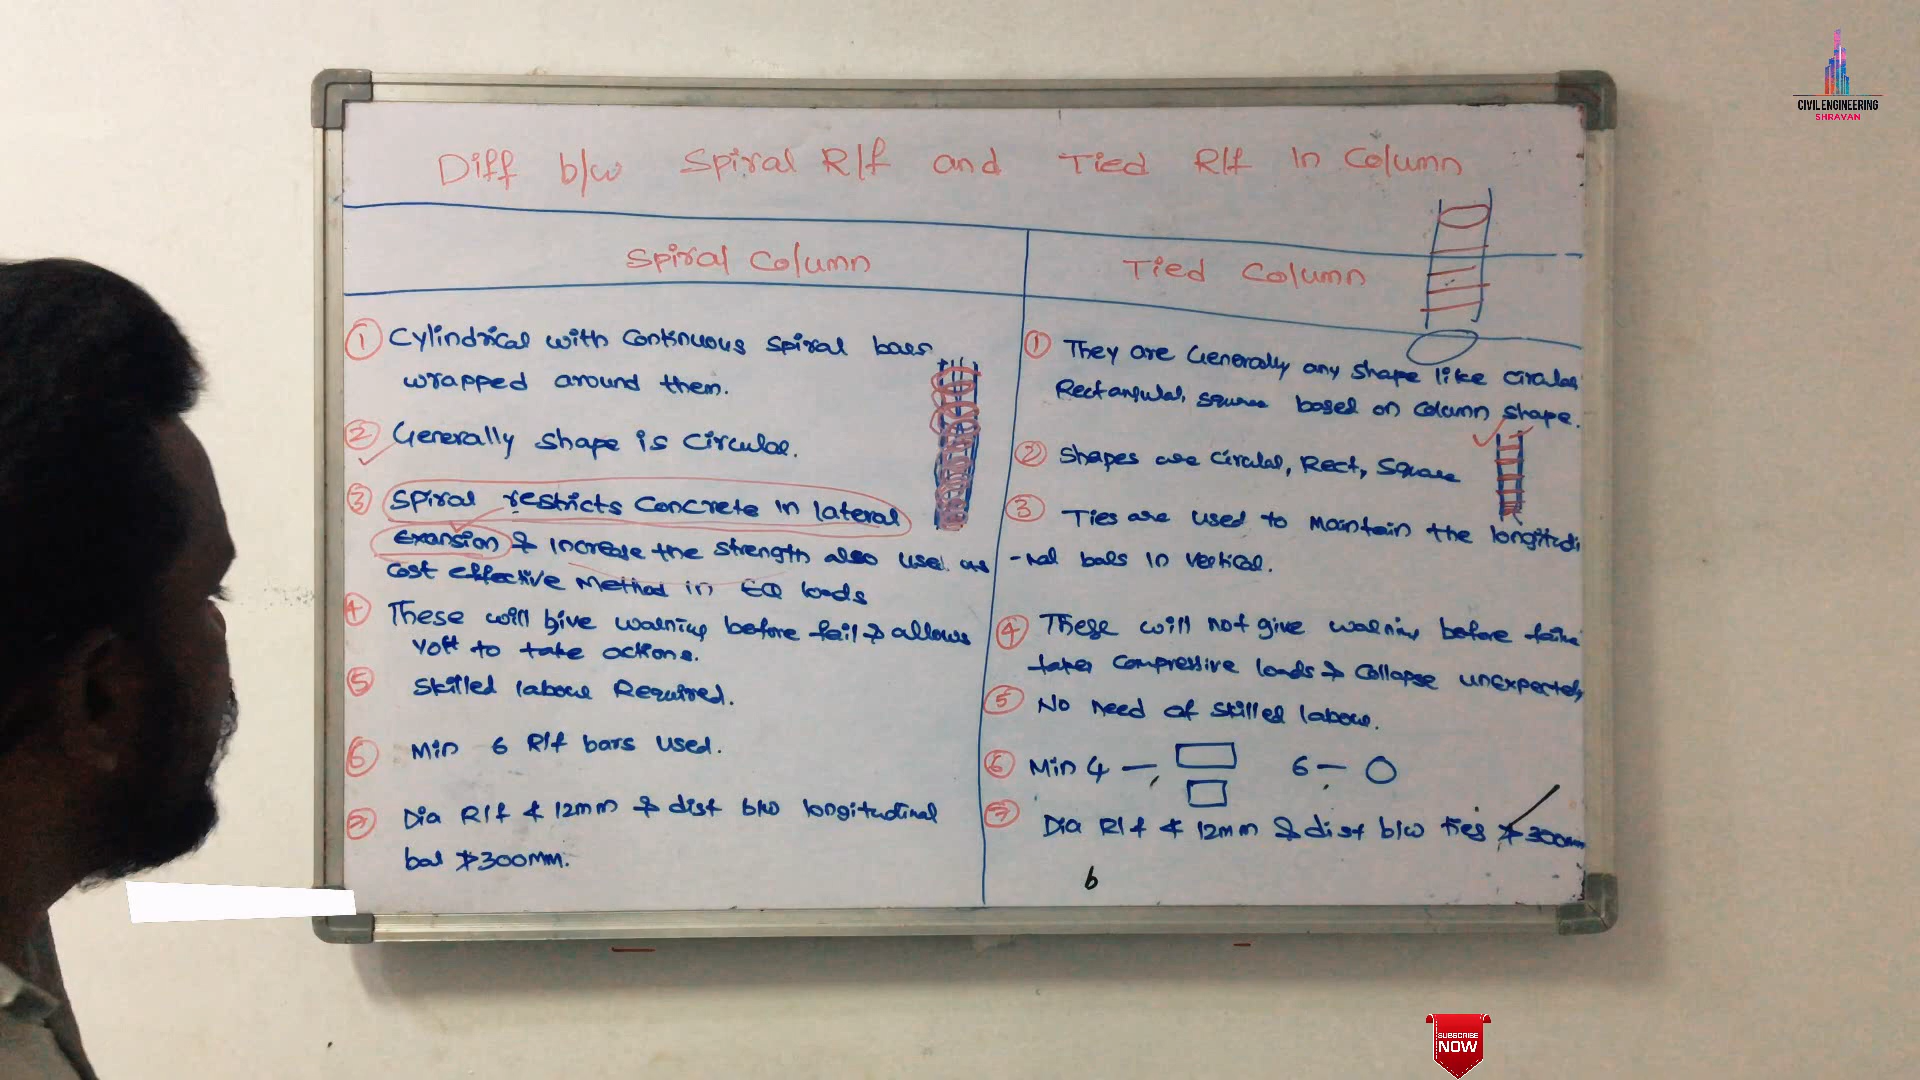 Diff b/w Spiral R/f and Tied R/f In Column
Spiral Column
① Cylindrical with Continuous Spiral bars
wrapped around them.
② Generally shape is Circular.
③ Spiral restricts Concrete in lateral
Expansion & increase the strength also used as
Cost effective Method in EQ loads
④ These will give warning before fail → allows
you to take actions.
⑤ Skilled labour Required.
⑥ Min 6 R/f bars used.
⑦ Dia R/f ≮ 12mm & dist b/w longitudinal
bar ≯ 300mm.
Tied Column
① They are Generally any shape like circular
Rectangular, square based on column shape.
② Shapes are circular, Rect, Square
③ Ties are used to maintain the longitudi
-nal bars in vertical.
④ These will not give warning before
takes compressive loads → collapse unexpectedly
⑤ No need of skilled labour.
⑥ Min 4 — 6 —
⑦ Dia R/f ≮ 12mm & dist b/w ties ≯ 300mm
b
CIVIL ENGINEERING
SHRAVAN
SUBSCRIBE
NOW